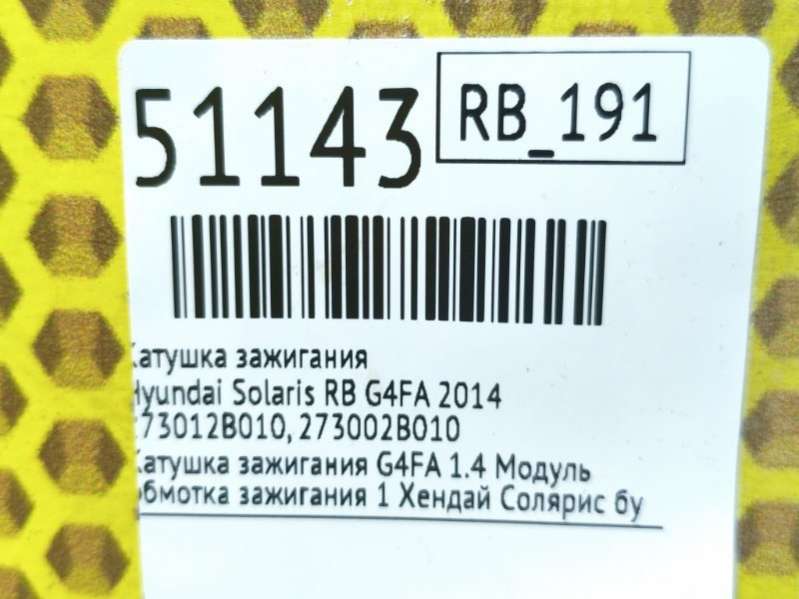 51143
RB_191
Катушка зажигания
Hyundai Solaris RB G4FA 2014
273012B010, 273002B010
Катушка зажигания G4FA 1.4 Модуль
обмотка зажигания 1 Хендай Солярис бу